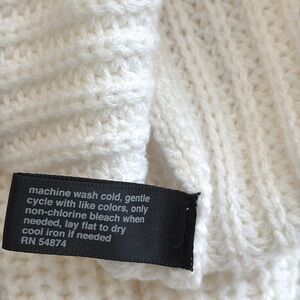 machine wash cold, gentle
cycle with like colors, only
non-chlorine bleach when
needed, lay flat to dry
cool iron if needed
RN 54874